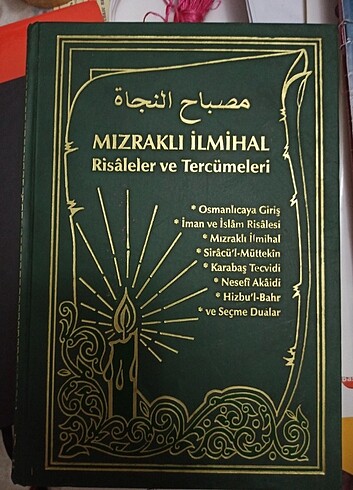 مصباح النجاة
MIZRAKLI İLMİHAL
Risâleler ve Tercümeleri
* Osmanlıcaya Giriş
* İman ve İslâm Risâlesi
* Mızraklı İlmihal
* Sirâcü'l-Müttekîn
* Karabaş Tecvidi
* Nesefî Akâidi
* Hizbu'l-Bahr
* ve Seçme Dualar